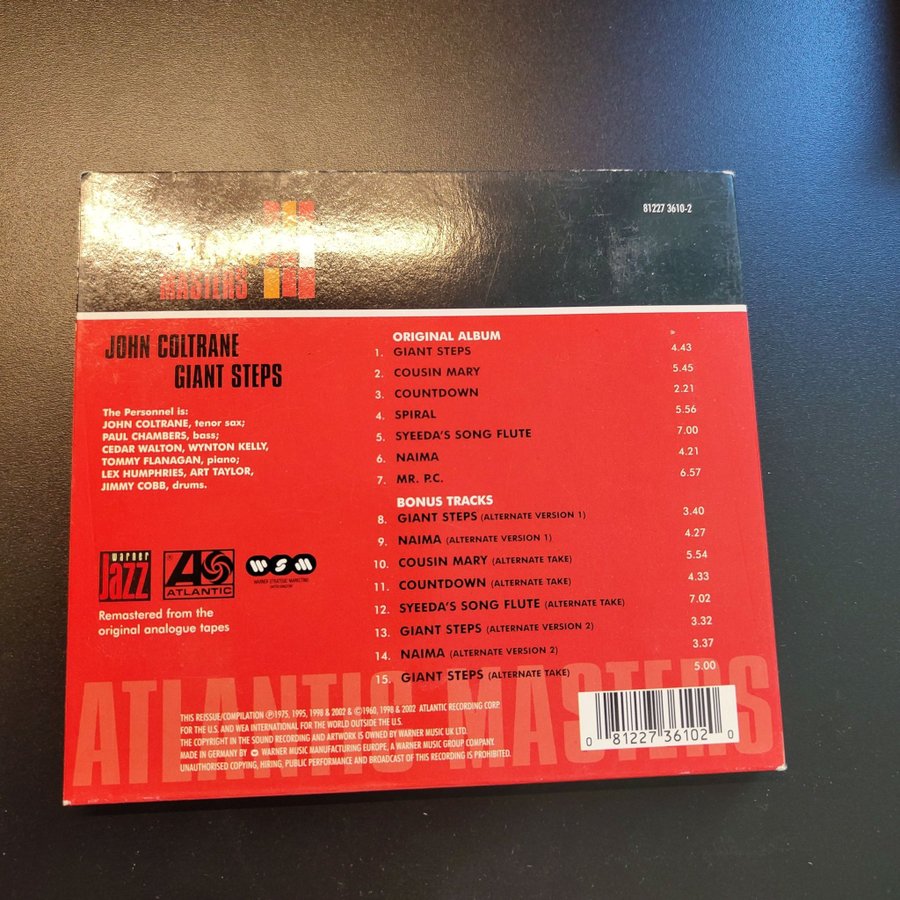 MASTERS
81227 3610-2
JOHN COLTRANE
GIANT STEPS
The Personnel is:
JOHN COLTRANE, tenor sax;
PAUL CHAMBERS, bass;
CEDAR WALTON, WYNTON KELLY,
TOMMY FLANAGAN, piano;
LEX HUMPHRIES, ART TAYLOR,
JIMMY COBB, drums.
warner
Jazz
ATLANTIC
WSM
WARNER STRATEGIC MARKETING
Remastered from the
original analogue tapes
ORIGINAL ALBUM
1. GIANT STEPS 4.43
2. COUSIN MARY 5.45
3. COUNTDOWN 2.21
4. SPIRAL 5.56
5. SYEEDA'S SONG FLUTE 7.00
6. NAIMA 4.21
7. MR. P.C. 6.57
BONUS TRACKS
8. GIANT STEPS (ALTERNATE VERSION 1) 3.40
9. NAIMA (ALTERNATE VERSION 1) 4.27
10. COUSIN MARY (ALTERNATE TAKE) 5.54
11. COUNTDOWN (ALTERNATE TAKE) 4.33
12. SYEEDA'S SONG FLUTE (ALTERNATE TAKE) 7.02
13. GIANT STEPS (ALTERNATE VERSION 2) 3.32
14. NAIMA (ALTERNATE VERSION 2) 3.37
15. GIANT STEPS (ALTERNATE TAKE) 5.00
ATLANTIC MASTERS
THIS REISSUE/COMPILATION ℗1975, 1995, 1998 & 2002 & ©1960, 1998 & 2002 ATLANTIC RECORDING CORP.
FOR THE U.S. AND WEA INTERNATIONAL FOR THE WORLD OUTSIDE THE U.S.
THE COPYRIGHT IN THE SOUND RECORDING AND ARTWORK IS OWNED BY WARNER MUSIC UK LTD.
MADE IN GERMANY BY WARNER MUSIC MANUFACTURING EUROPE, A WARNER MUSIC GROUP COMPANY.
UNAUTHORISED COPYING, HIRING, PUBLIC PERFORMANCE AND BROADCAST OF THIS RECORDING IS PROHIBITED.
0 81227 36102 0